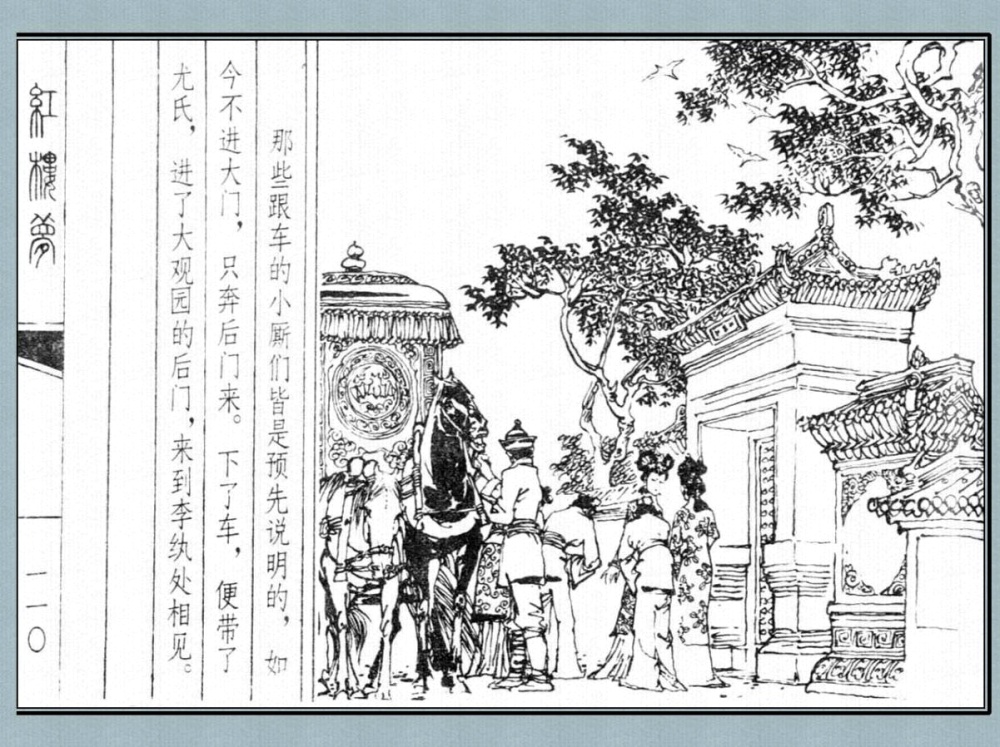 那些跟车的小厮们皆是预先说明的，如
今不进大门，只奔后门来。下了车，便带了
尤氏，进了大观园的后门，来到李纨处相见。
紅樓夢
一一〇